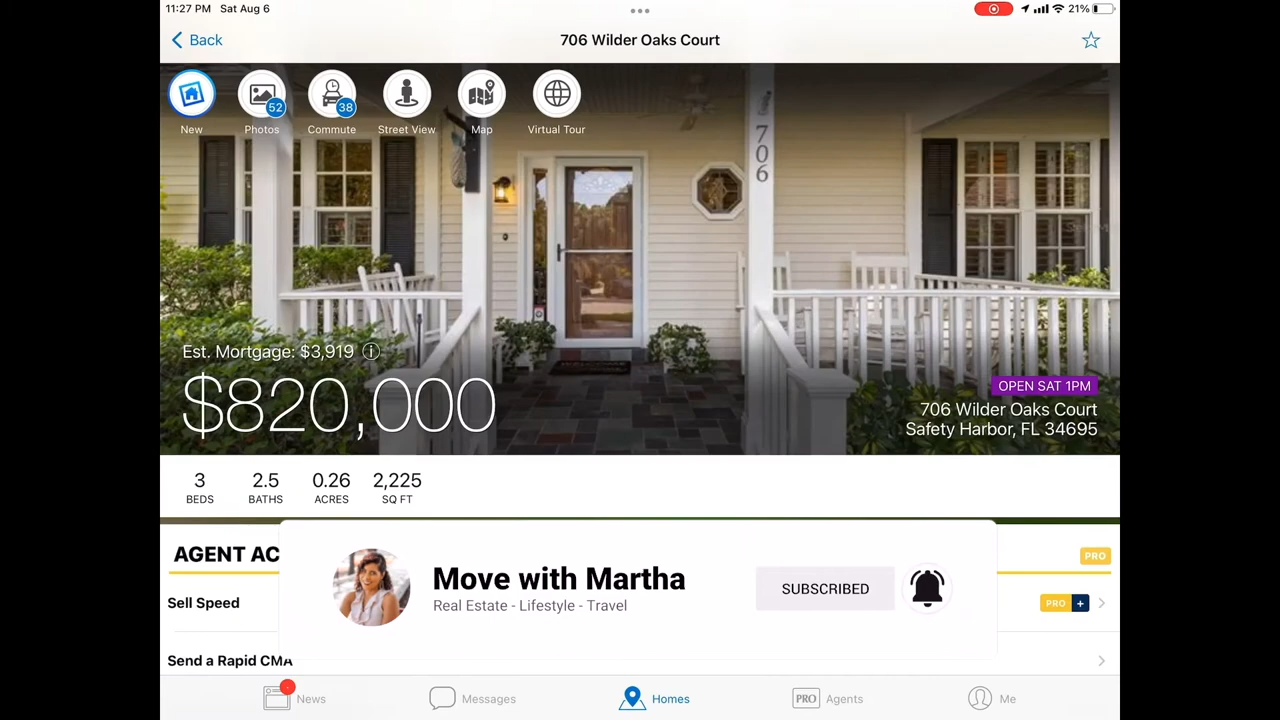 11:27 PM Sat Aug 6
21%
Back
706 Wilder Oaks Court
52
38
New
Photos
Commute
Street View
Map
Virtual Tour
706
Est. Mortgage: $3,919
$820,000
OPEN SAT 1PM
706 Wilder Oaks Court
Safety Harbor, FL 34695
3
BEDS
2.5
BATHS
0.26
ACRES
2,225
SQ FT
AGENT AC
PRO
Move with Martha
Real Estate - Lifestyle - Travel
SUBSCRIBED
Sell Speed
PRO +
Send a Rapid CMA
News
Messages
Homes
PRO Agents
Me